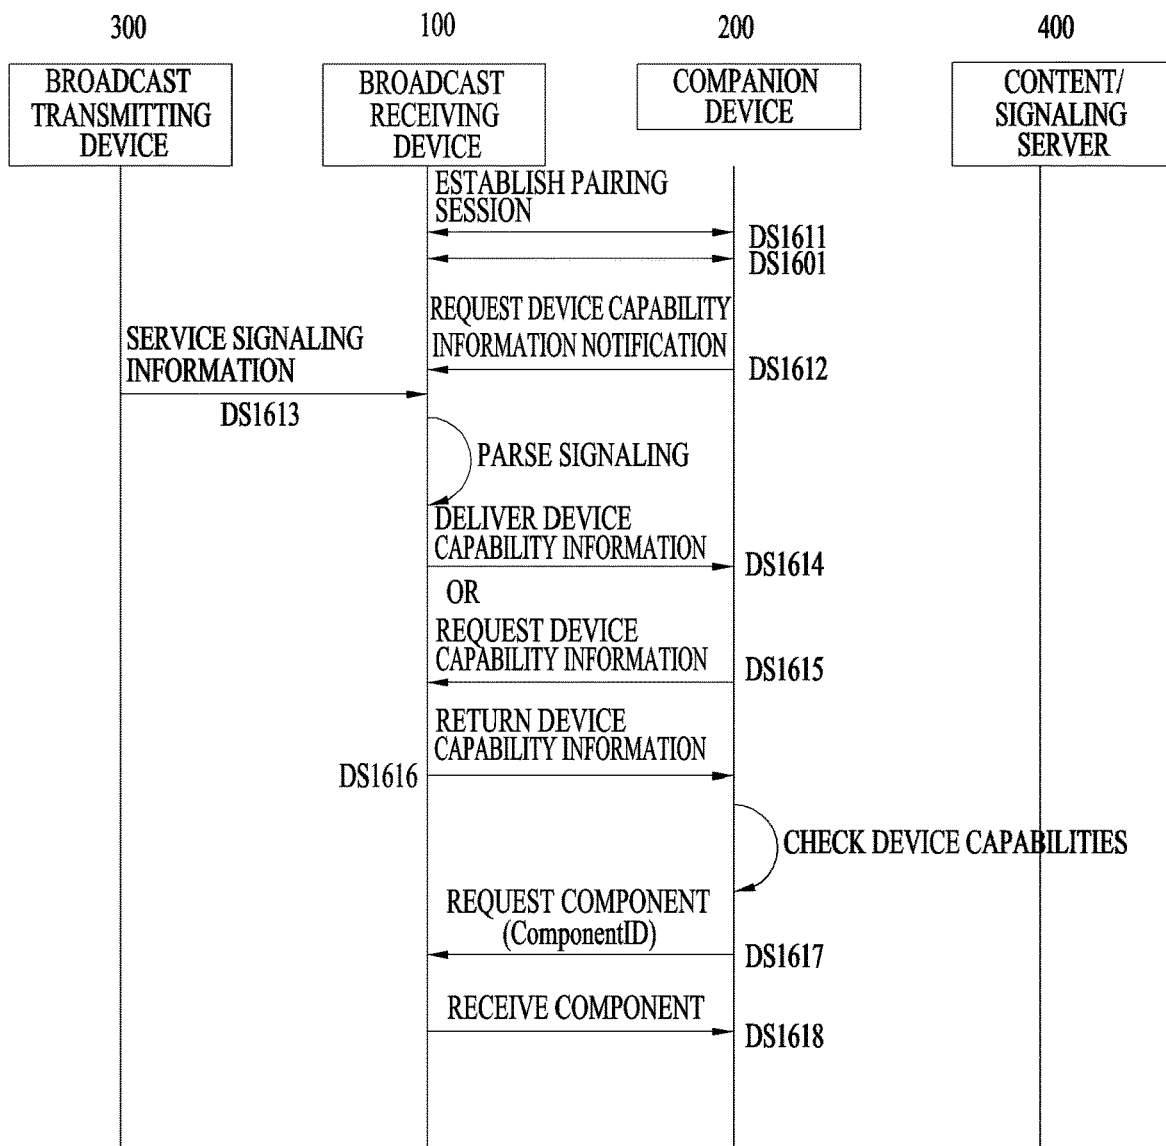 300
100
200
400
BROADCAST
TRANSMITTING
DEVICE
BROADCAST
RECEIVING
DEVICE
COMPANION
DEVICE
CONTENT/
SIGNALING
SERVER
ESTABLISH PAIRING
SESSION
DS1611
DS1601
REQUEST DEVICE CAPABILITY
INFORMATION NOTIFICATION
DS1612
SERVICE SIGNALING
INFORMATION
DS1613
PARSE SIGNALING
DELIVER DEVICE
CAPABILITY INFORMATION
DS1614
OR
REQUEST DEVICE
CAPABILITY INFORMATION
DS1615
RETURN DEVICE
CAPABILITY INFORMATION
DS1616
CHECK DEVICE CAPABILITIES
REQUEST COMPONENT
(ComponentID)
DS1617
RECEIVE COMPONENT
DS1618